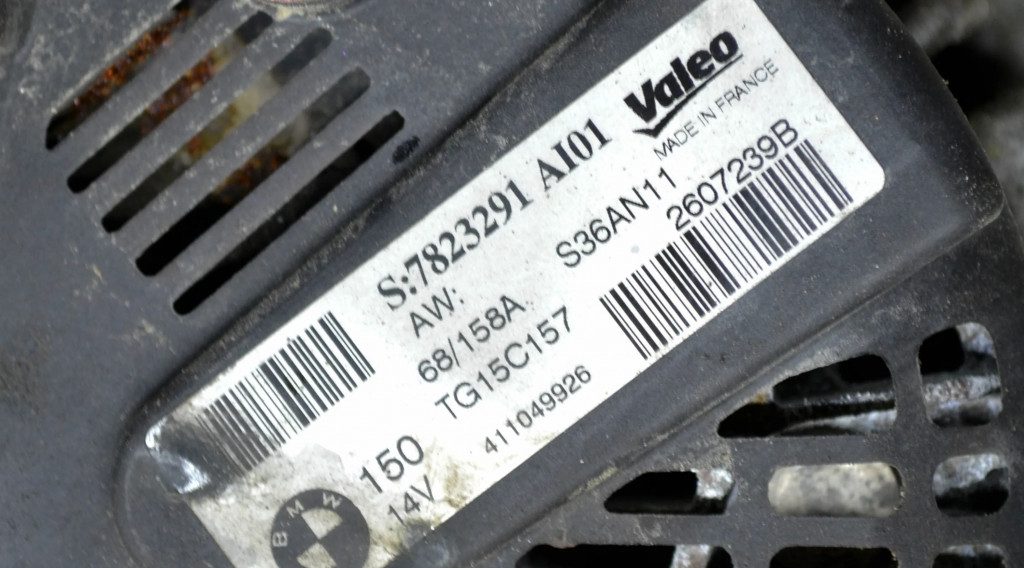 Valeo
MADE IN FRANCE
S:7823291 AI01
AW:
S36AN11
68/158A
2607239B
TG15C157
411049926
150
14V
BMW